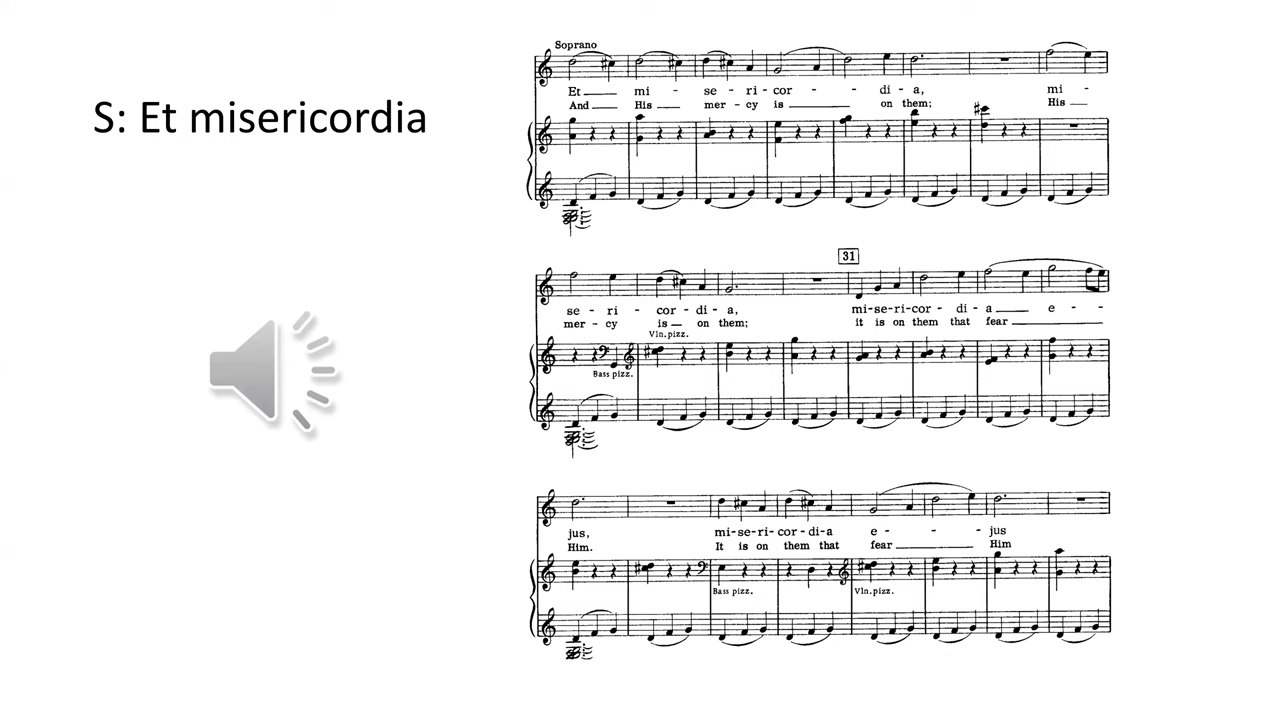 S: Et misericordia
Soprano
Et mi - se - ri - cor - - di - a, mi -
And His mer - cy is on them; His
31
se - ri - cor - di - a, mi-se-ri-cor - di - a e - -
mer - cy is on them; it is on them that fear
Vln. pizz.
Bass pizz.
jus, mi-se-ri-cor-di-a e - - - jus
Him. It is on them that fear Him
Bass pizz. Vln. pizz.